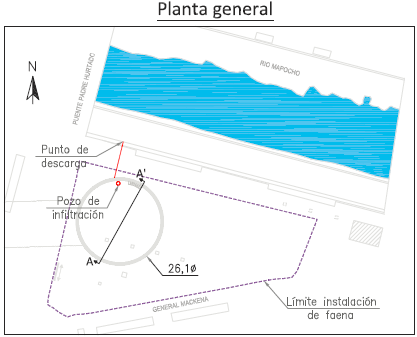 Planta general
N
PUENTE PADRE HURTADO
RIO MAPOCHO
Punto de
descarga
A'
Pozo de
infiltración
A
26,1ø
GENERAL MACKENA
Límite instalación
de faena